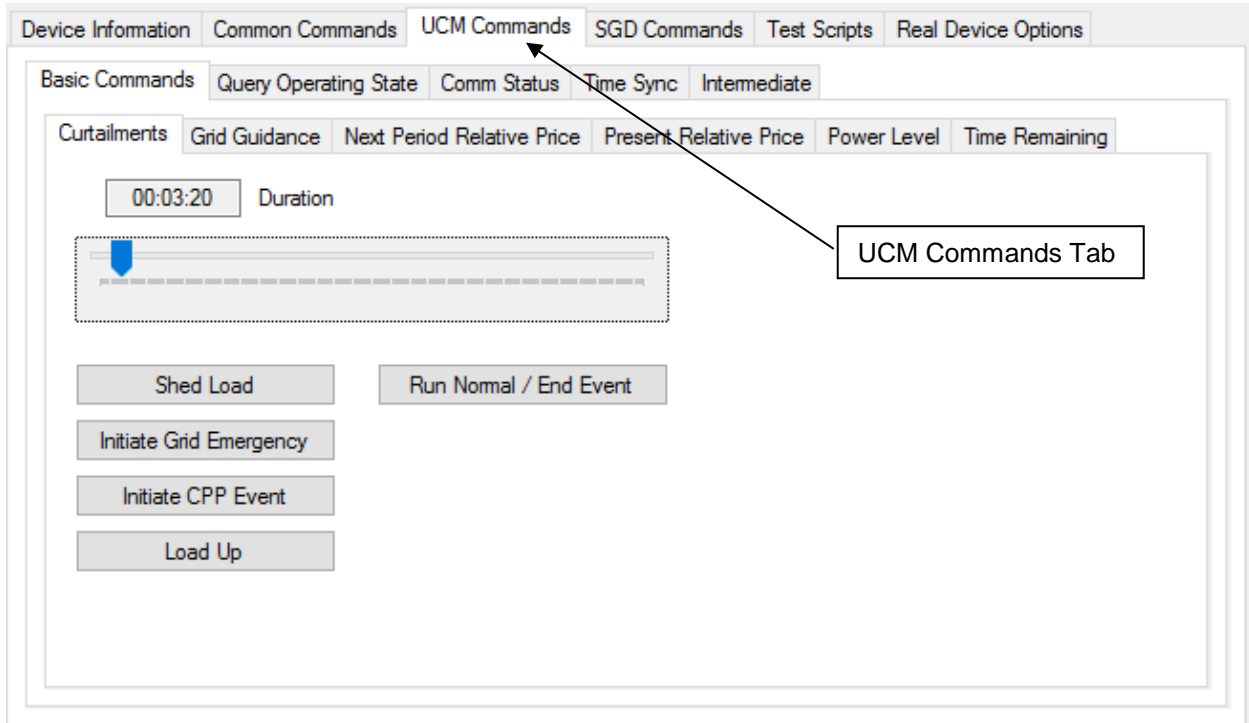 Device Information Common Commands UCM Commands SGD Commands Test Scripts Real Device Options
Basic Commands Query Operating State Comm Status Time Sync Intermediate
Curtailments Grid Guidance Next Period Relative Price Present Relative Price Power Level Time Remaining
00:03:20 Duration
UCM Commands Tab
Shed Load Run Normal / End Event
Initiate Grid Emergency
Initiate CPP Event
Load Up